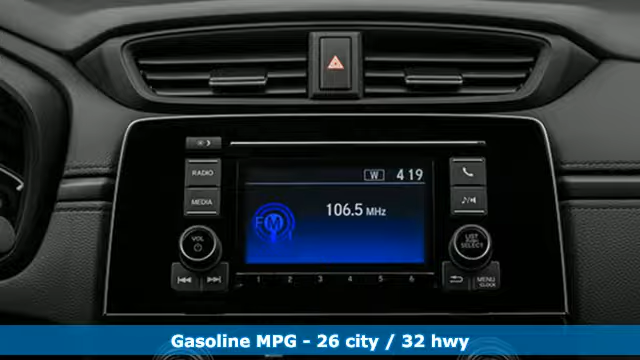 RADIO
MEDIA
VOL
W 4 19
106.5 MHz
FM 1
LIST
SELECT
MENU
CLOCK
1 2 3 4 5 6
Gasoline MPG - 26 city / 32 hwy